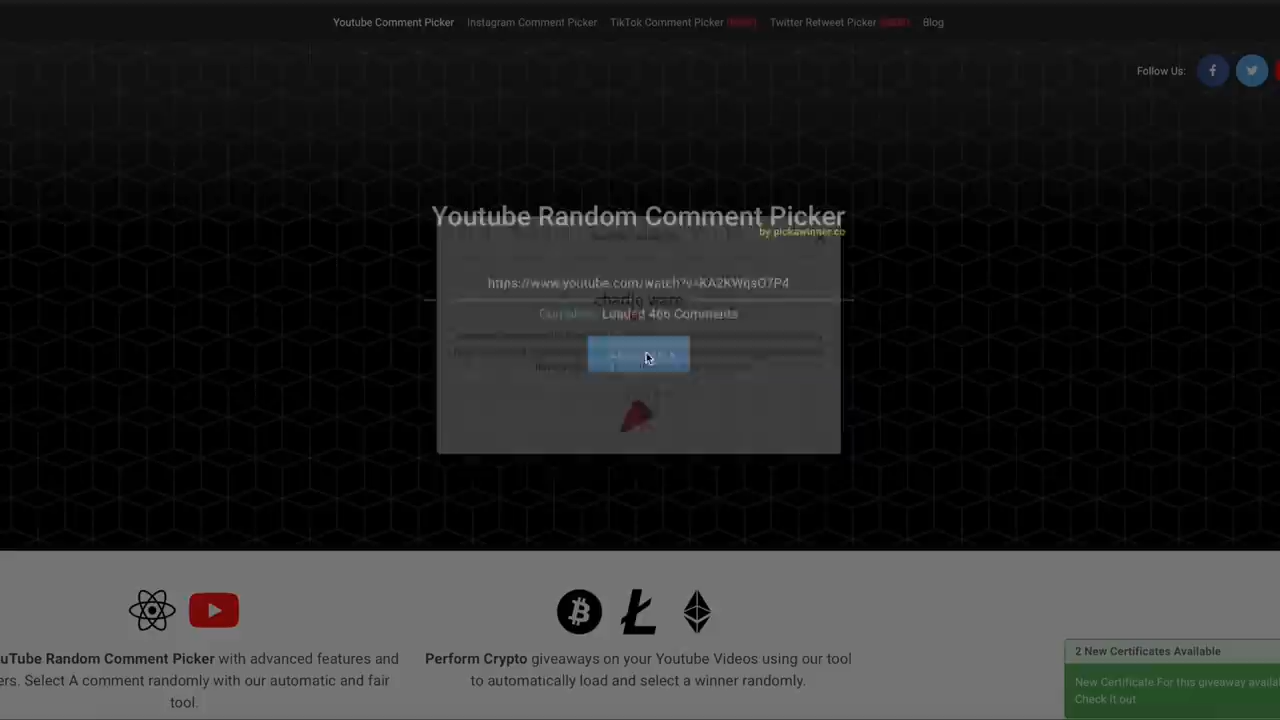 Youtube Comment Picker Instagram Comment Picker TikTok Comment Picker Twitter Retweet Picker Blog
Follow Us:
Youtube Random Comment Picker
by pickawinner.co
https://www.youtube.com/watch?v=KA2KWqsO7P4
charlie ware
Loaded 466 Comments
uTube Random Comment Picker with advanced features and
ers. Select A comment randomly with our automatic and fair
tool.
Perform Crypto giveaways on your Youtube Videos using our tool
to automatically load and select a winner randomly.
2 New Certificates Available
New Certificate For this giveaway availa
Check It out